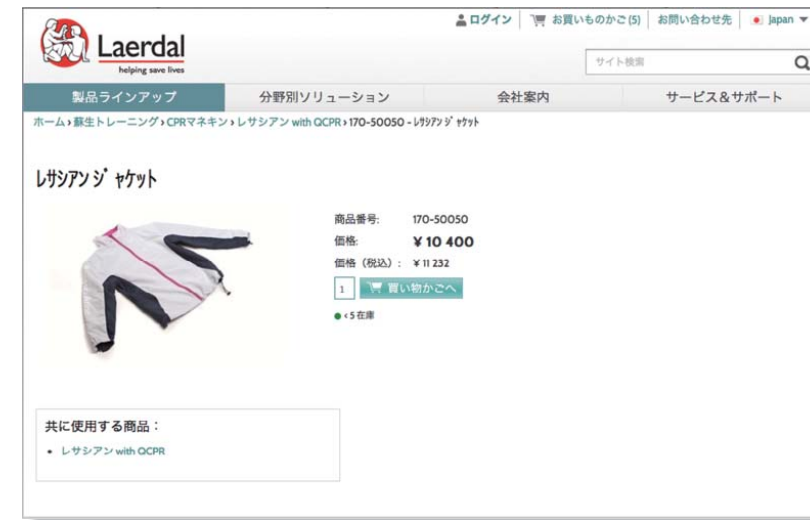 ログイン お買いものかご (5) お問い合わせ先 Japan
Laerdal
helping save lives
サイト検索
製品ラインアップ 分野別ソリューション 会社案内 サービス&サポート
ホーム › 蘇生トレーニング › CPRマネキン › レサシアン with QCPR › 170-50050 - ﾚｻｼｱﾝ ｼﾞｬｹｯﾄ
ﾚｻｼｱﾝ ｼﾞｬｹｯﾄ
商品番号: 170-50050
価格: ¥ 10 400
価格（税込）: ¥ 11 232
1 買い物かごへ
‹ 5 在庫
共に使用する商品：
• レサシアン with QCPR